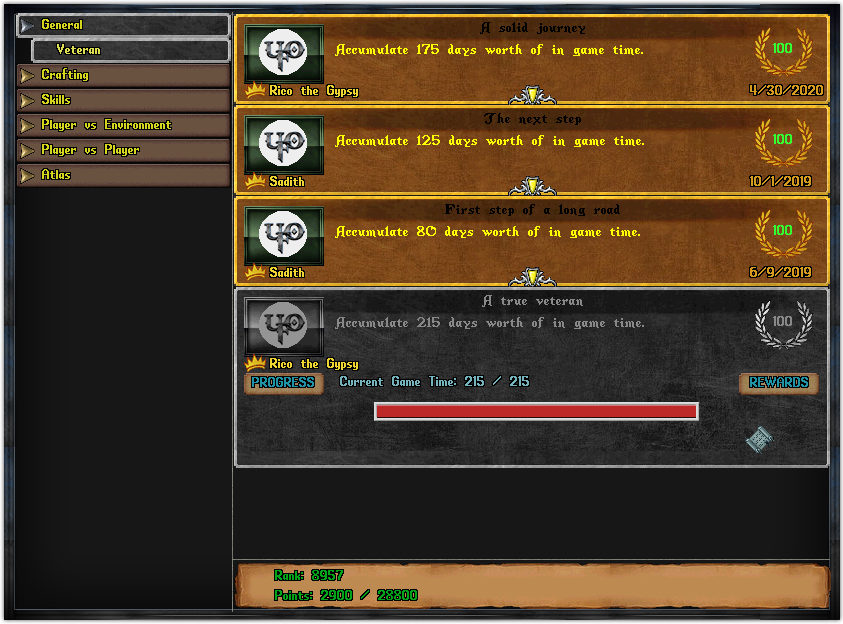 General
Veteran
Crafting
Skills
Player vs Environment
Player vs Player
Atlas
A solid journey
UFO
Accumulate 175 days worth of in game time.
100
Rico the Gypsy
4/30/2020
The next step
UFO
Accumulate 125 days worth of in game time.
100
Sadith
10/1/2019
First step of a long road
UFO
Accumulate 80 days worth of in game time.
100
Sadith
6/9/2019
A true veteran
UFO
Accumulate 215 days worth of in game time.
100
Rico the Gypsy
PROGRESS
Current Game Time: 215 / 215
REWARDS
Rank: 8957
Points: 2900 / 28800